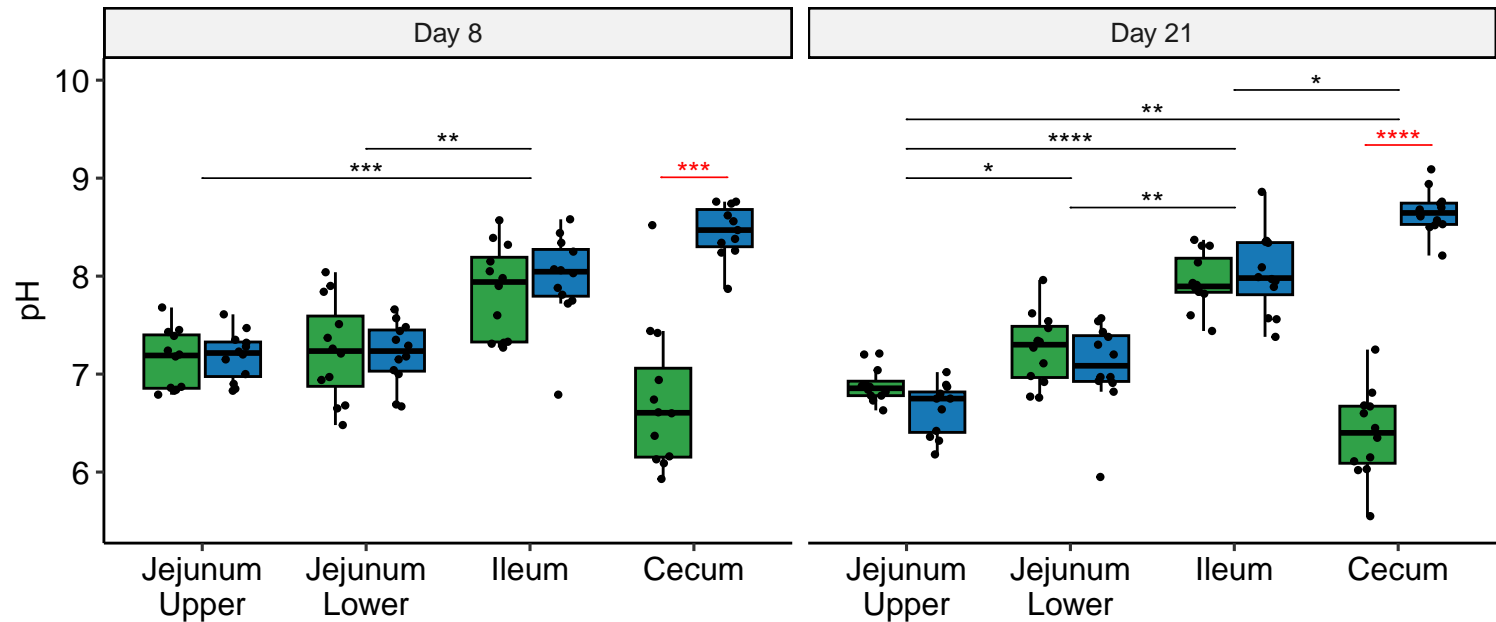 Day 8
Day 21
pH
10
9
8
7
6
**
***
***
*
**
****
****
*
**
Jejunum
Upper
Jejunum
Lower
Ileum
Cecum
Jejunum
Upper
Jejunum
Lower
Ileum
Cecum